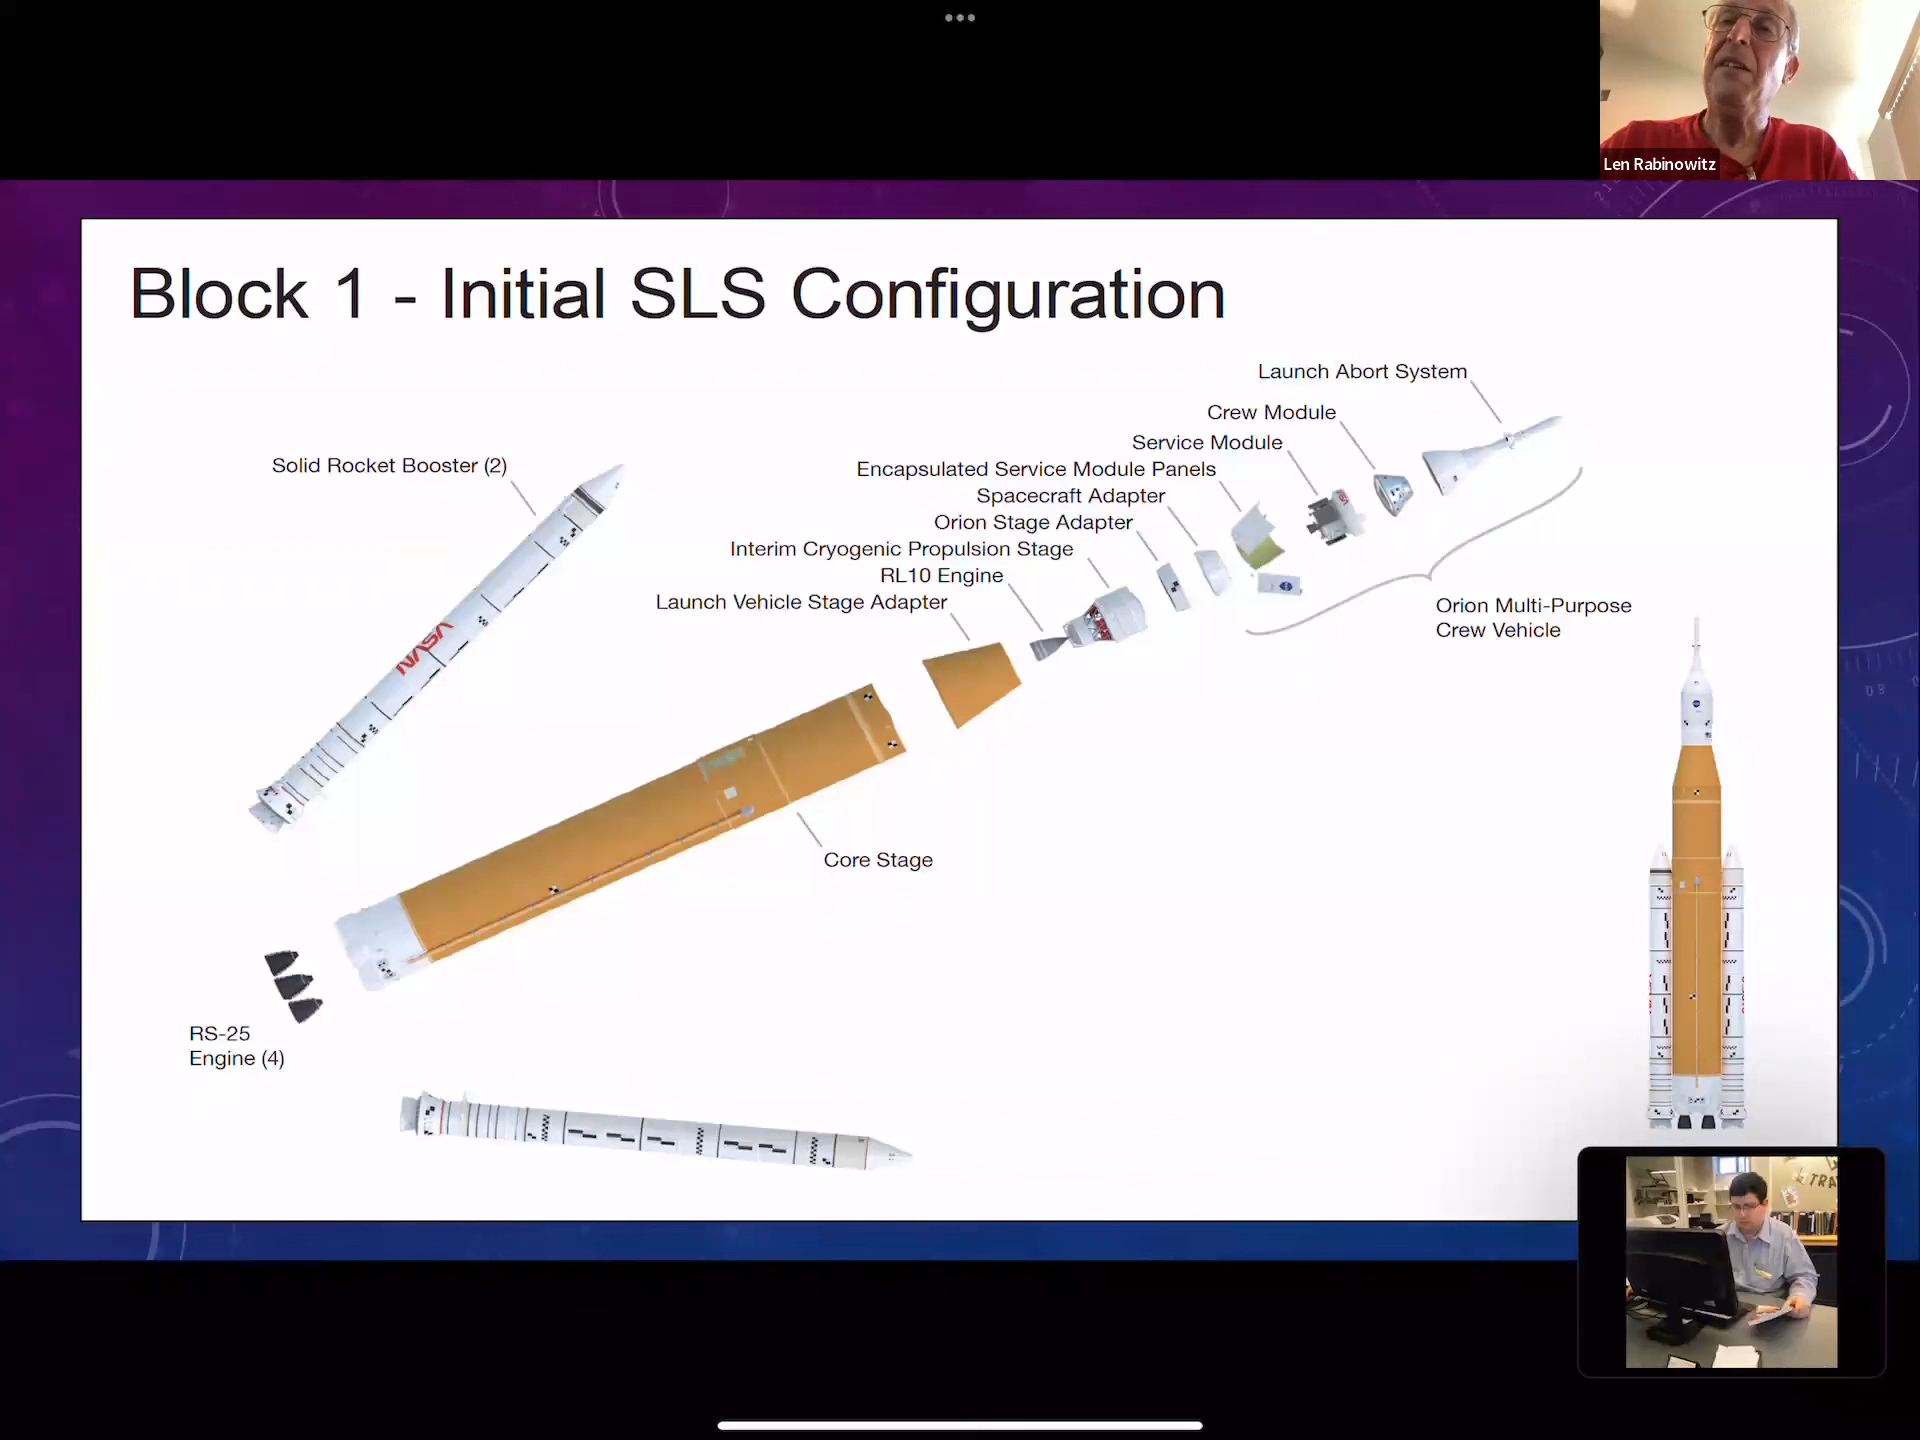 Len Rabinowitz
Block 1 - Initial SLS Configuration
Launch Abort System
Crew Module
Service Module
Encapsulated Service Module Panels
Spacecraft Adapter
Orion Stage Adapter
Interim Cryogenic Propulsion Stage
RL10 Engine
Launch Vehicle Stage Adapter
Solid Rocket Booster (2)
NASA
Orion Multi-Purpose
Crew Vehicle
Core Stage
RS-25
Engine (4)